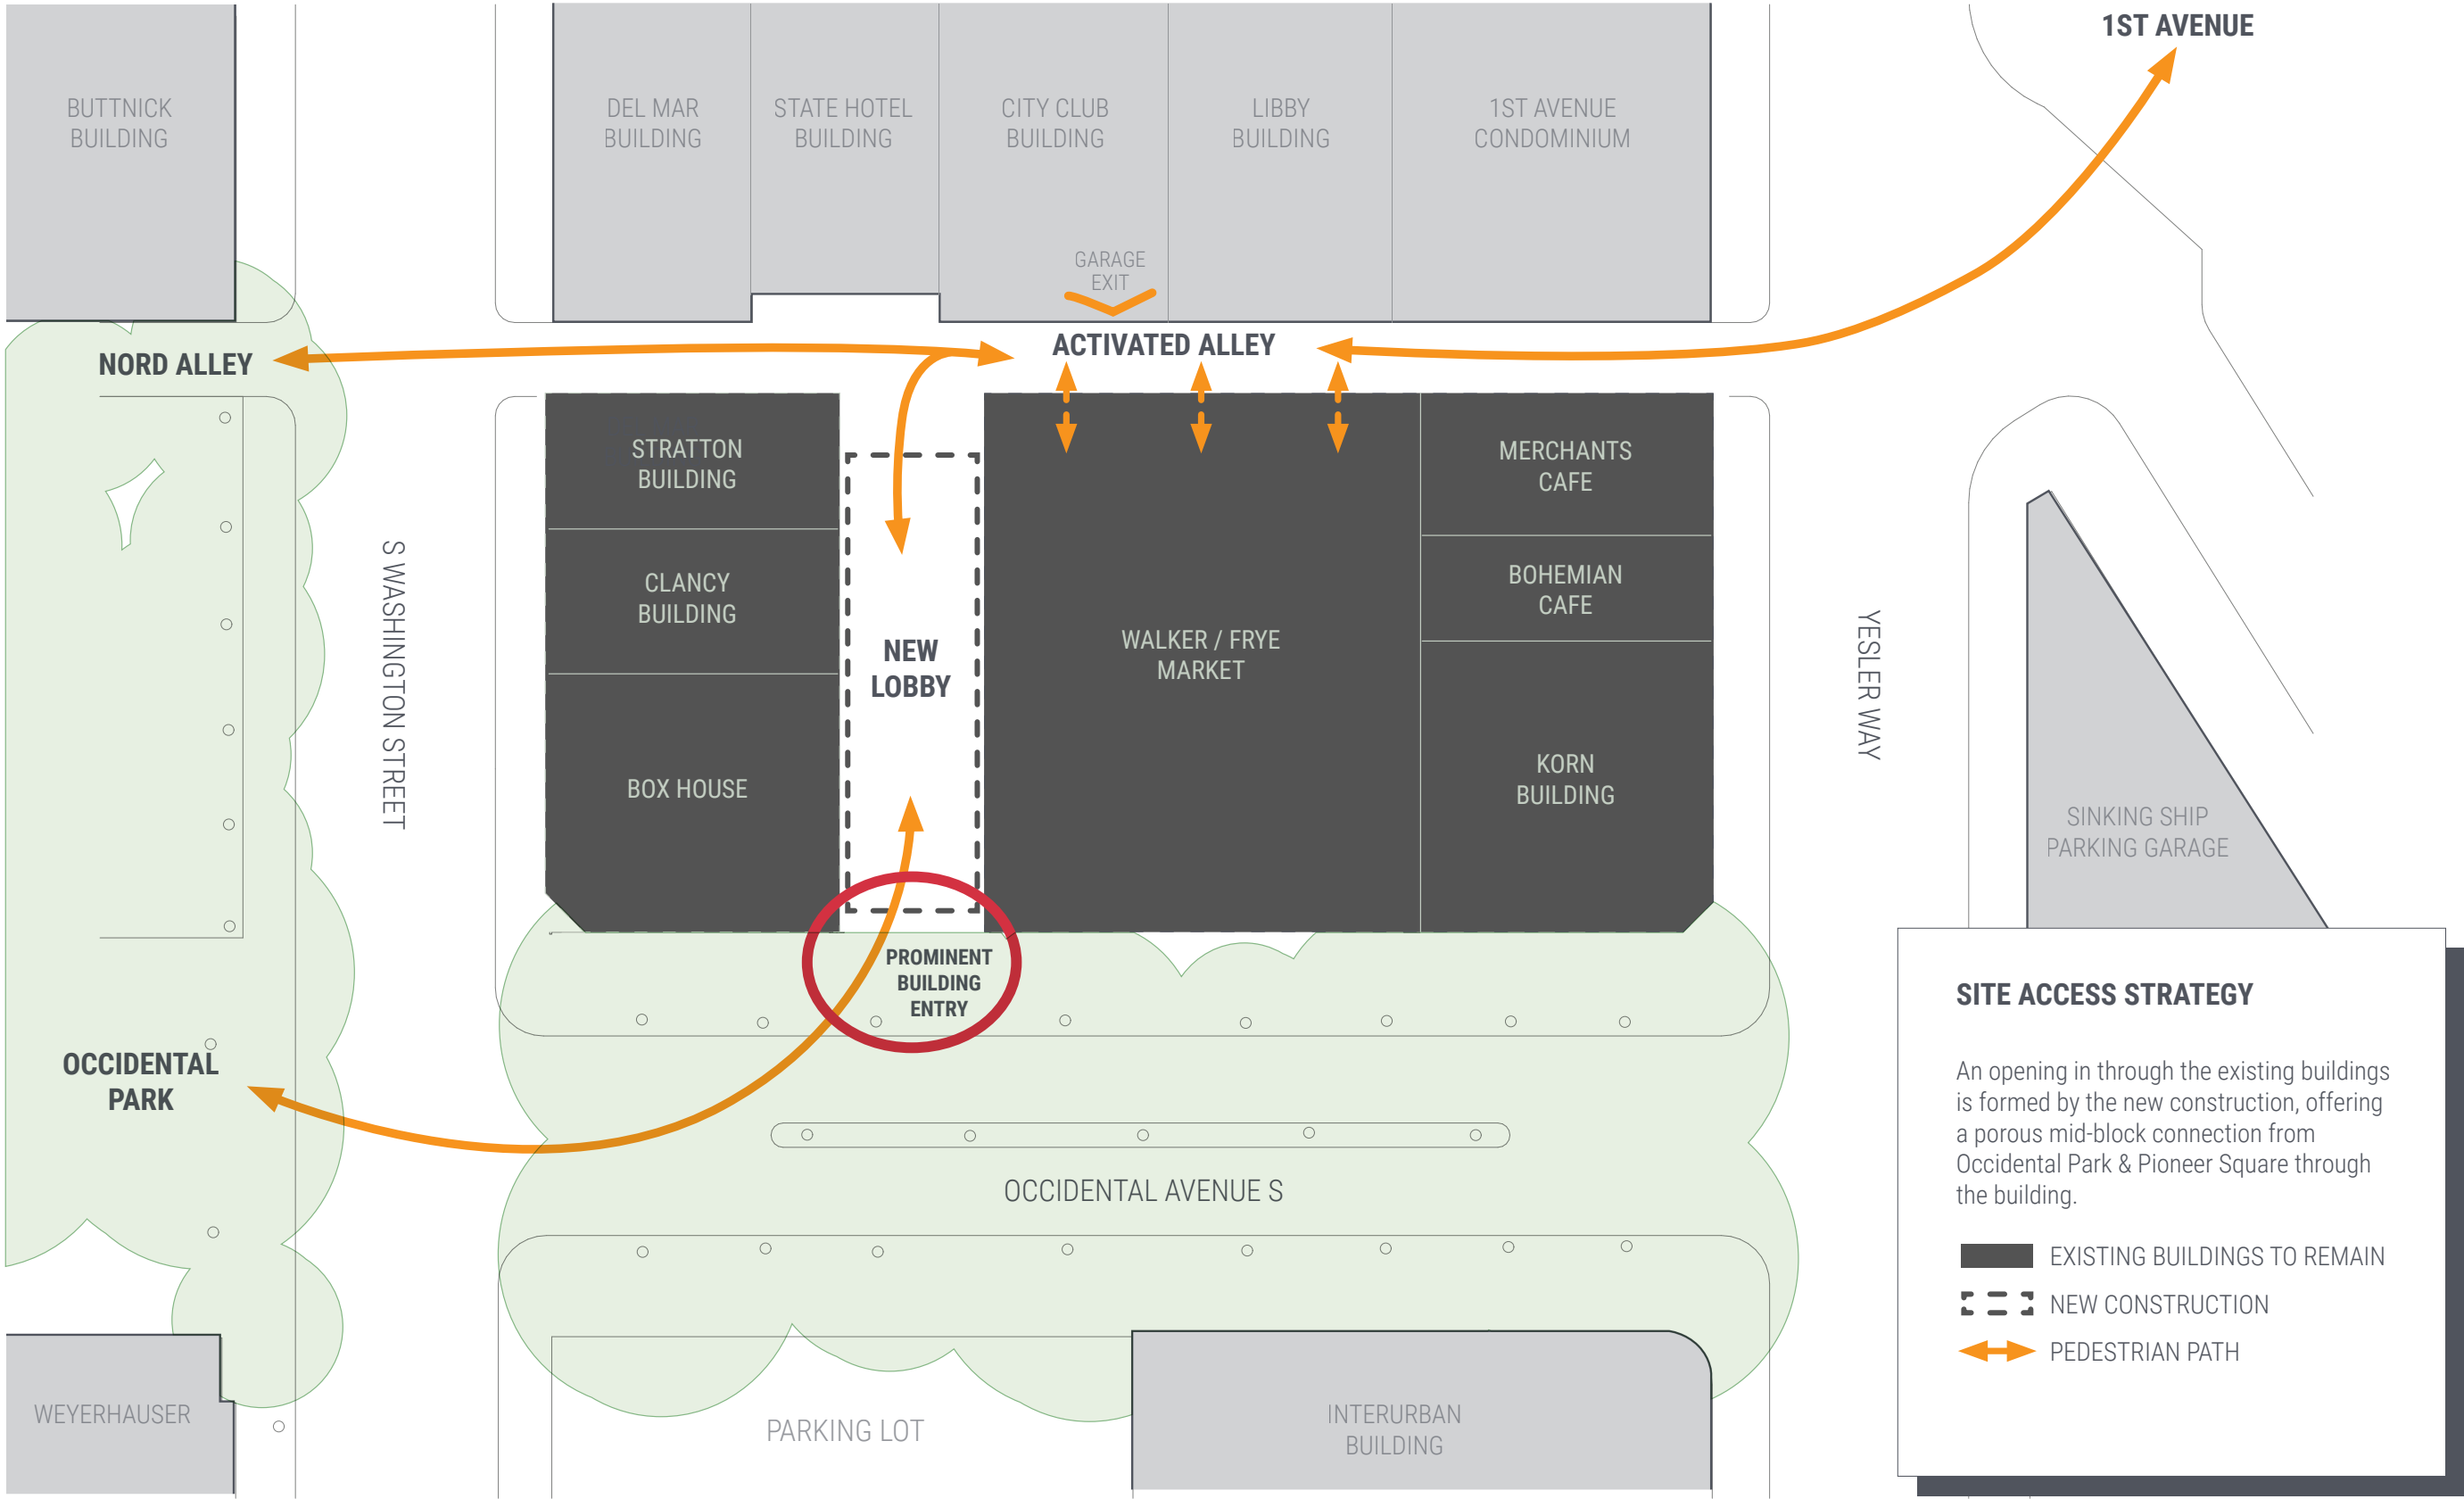 1ST AVENUE
BUTTNICK
BUILDING
DEL MAR
BUILDING
STATE HOTEL
BUILDING
CITY CLUB
BUILDING
LIBBY
BUILDING
1ST AVENUE
CONDOMINIUM
GARAGE
EXIT
NORD ALLEY
ACTIVATED ALLEY
STRATTON
BUILDING
CLANCY
BUILDING
BOX HOUSE
NEW
LOBBY
WALKER / FRYE
MARKET
MERCHANTS
CAFE
BOHEMIAN
CAFE
KORN
BUILDING
S WASHINGTON STREET
YESLER WAY
SINKING SHIP
PARKING GARAGE
PROMINENT
BUILDING
ENTRY
OCCIDENTAL
PARK
OCCIDENTAL AVENUE S
WEYERHAUSER
PARKING LOT
INTERURBAN
BUILDING
SITE ACCESS STRATEGY
An opening in through the existing buildings
is formed by the new construction, offering
a porous mid-block connection from
Occidental Park & Pioneer Square through
the building.
EXISTING BUILDINGS TO REMAIN
NEW CONSTRUCTION
PEDESTRIAN PATH